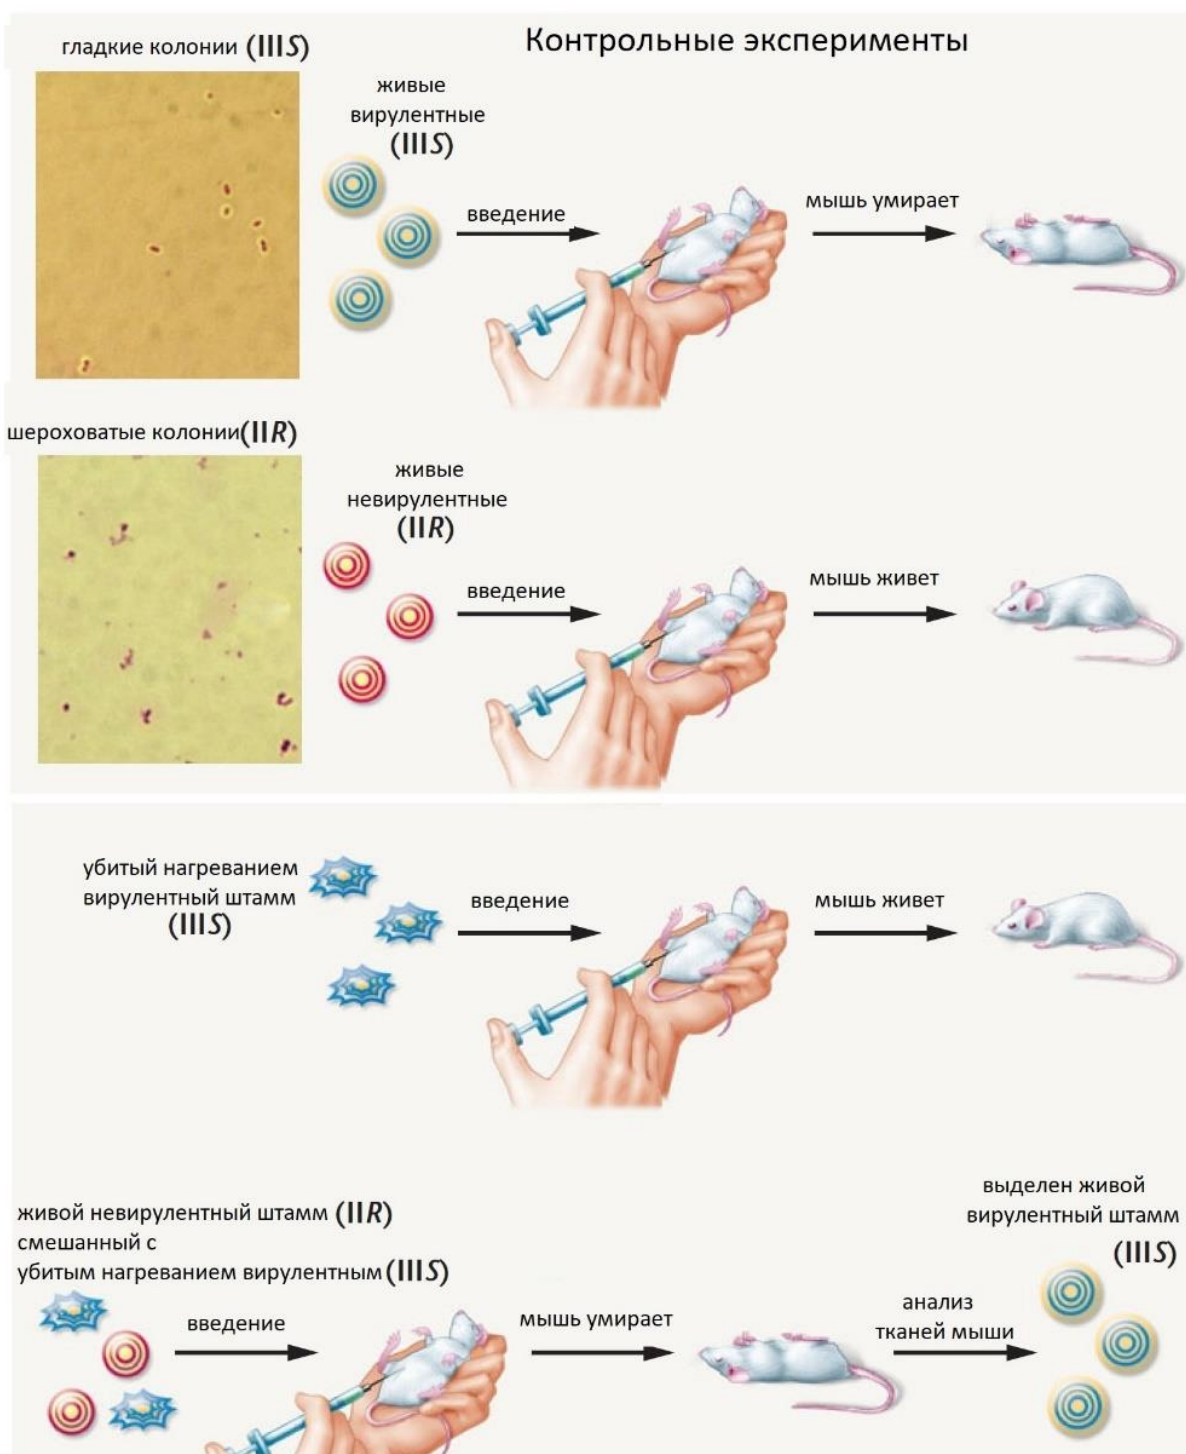 гладкие колонии (IIIS)
Контрольные эксперименты
живые
вирулентные
(IIIS)
введение
мышь умирает
шероховатые колонии(IIR)
живые
невирулентные
(IIR)
введение
мышь живет
убитый нагреванием
вирулентный штамм
(IIIS)
введение
мышь живет
живой невирулентный штамм (IIR)
смешанный с
убитым нагреванием вирулентным(IIIS)
введение
мышь умирает
анализ
тканей мыши
выделен живой
вирулентный штамм
(IIIS)